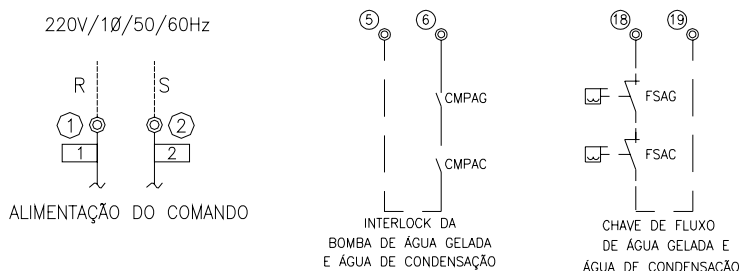 220V/1Ø/50/60Hz
R
S
1
2
1
2
ALIMENTAÇÃO DO COMANDO
5
6
CMPAG
CMPAC
INTERLOCK DA
BOMBA DE ÁGUA GELADA
E ÁGUA DE CONDENSAÇÃO
18
19
FSAG
FSAC
CHAVE DE FLUXO
DE ÁGUA GELADA E
ÁGUA DE CONDENSAÇÃO